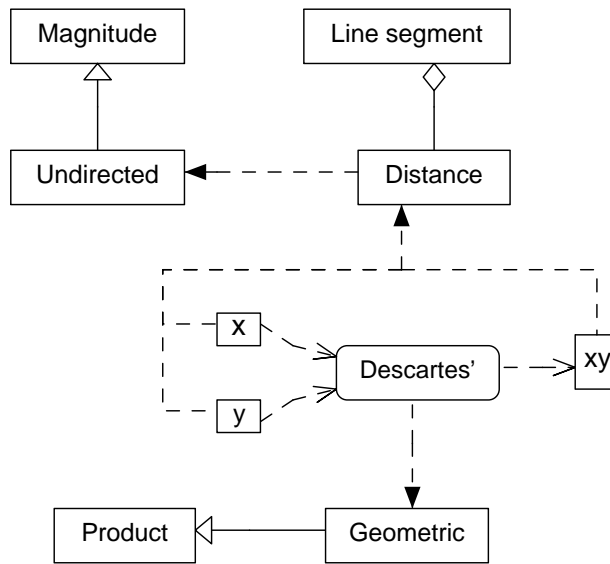 Magnitude
Line segment
Undirected
Distance
x
y
Descartes’
xy
Product
Geometric